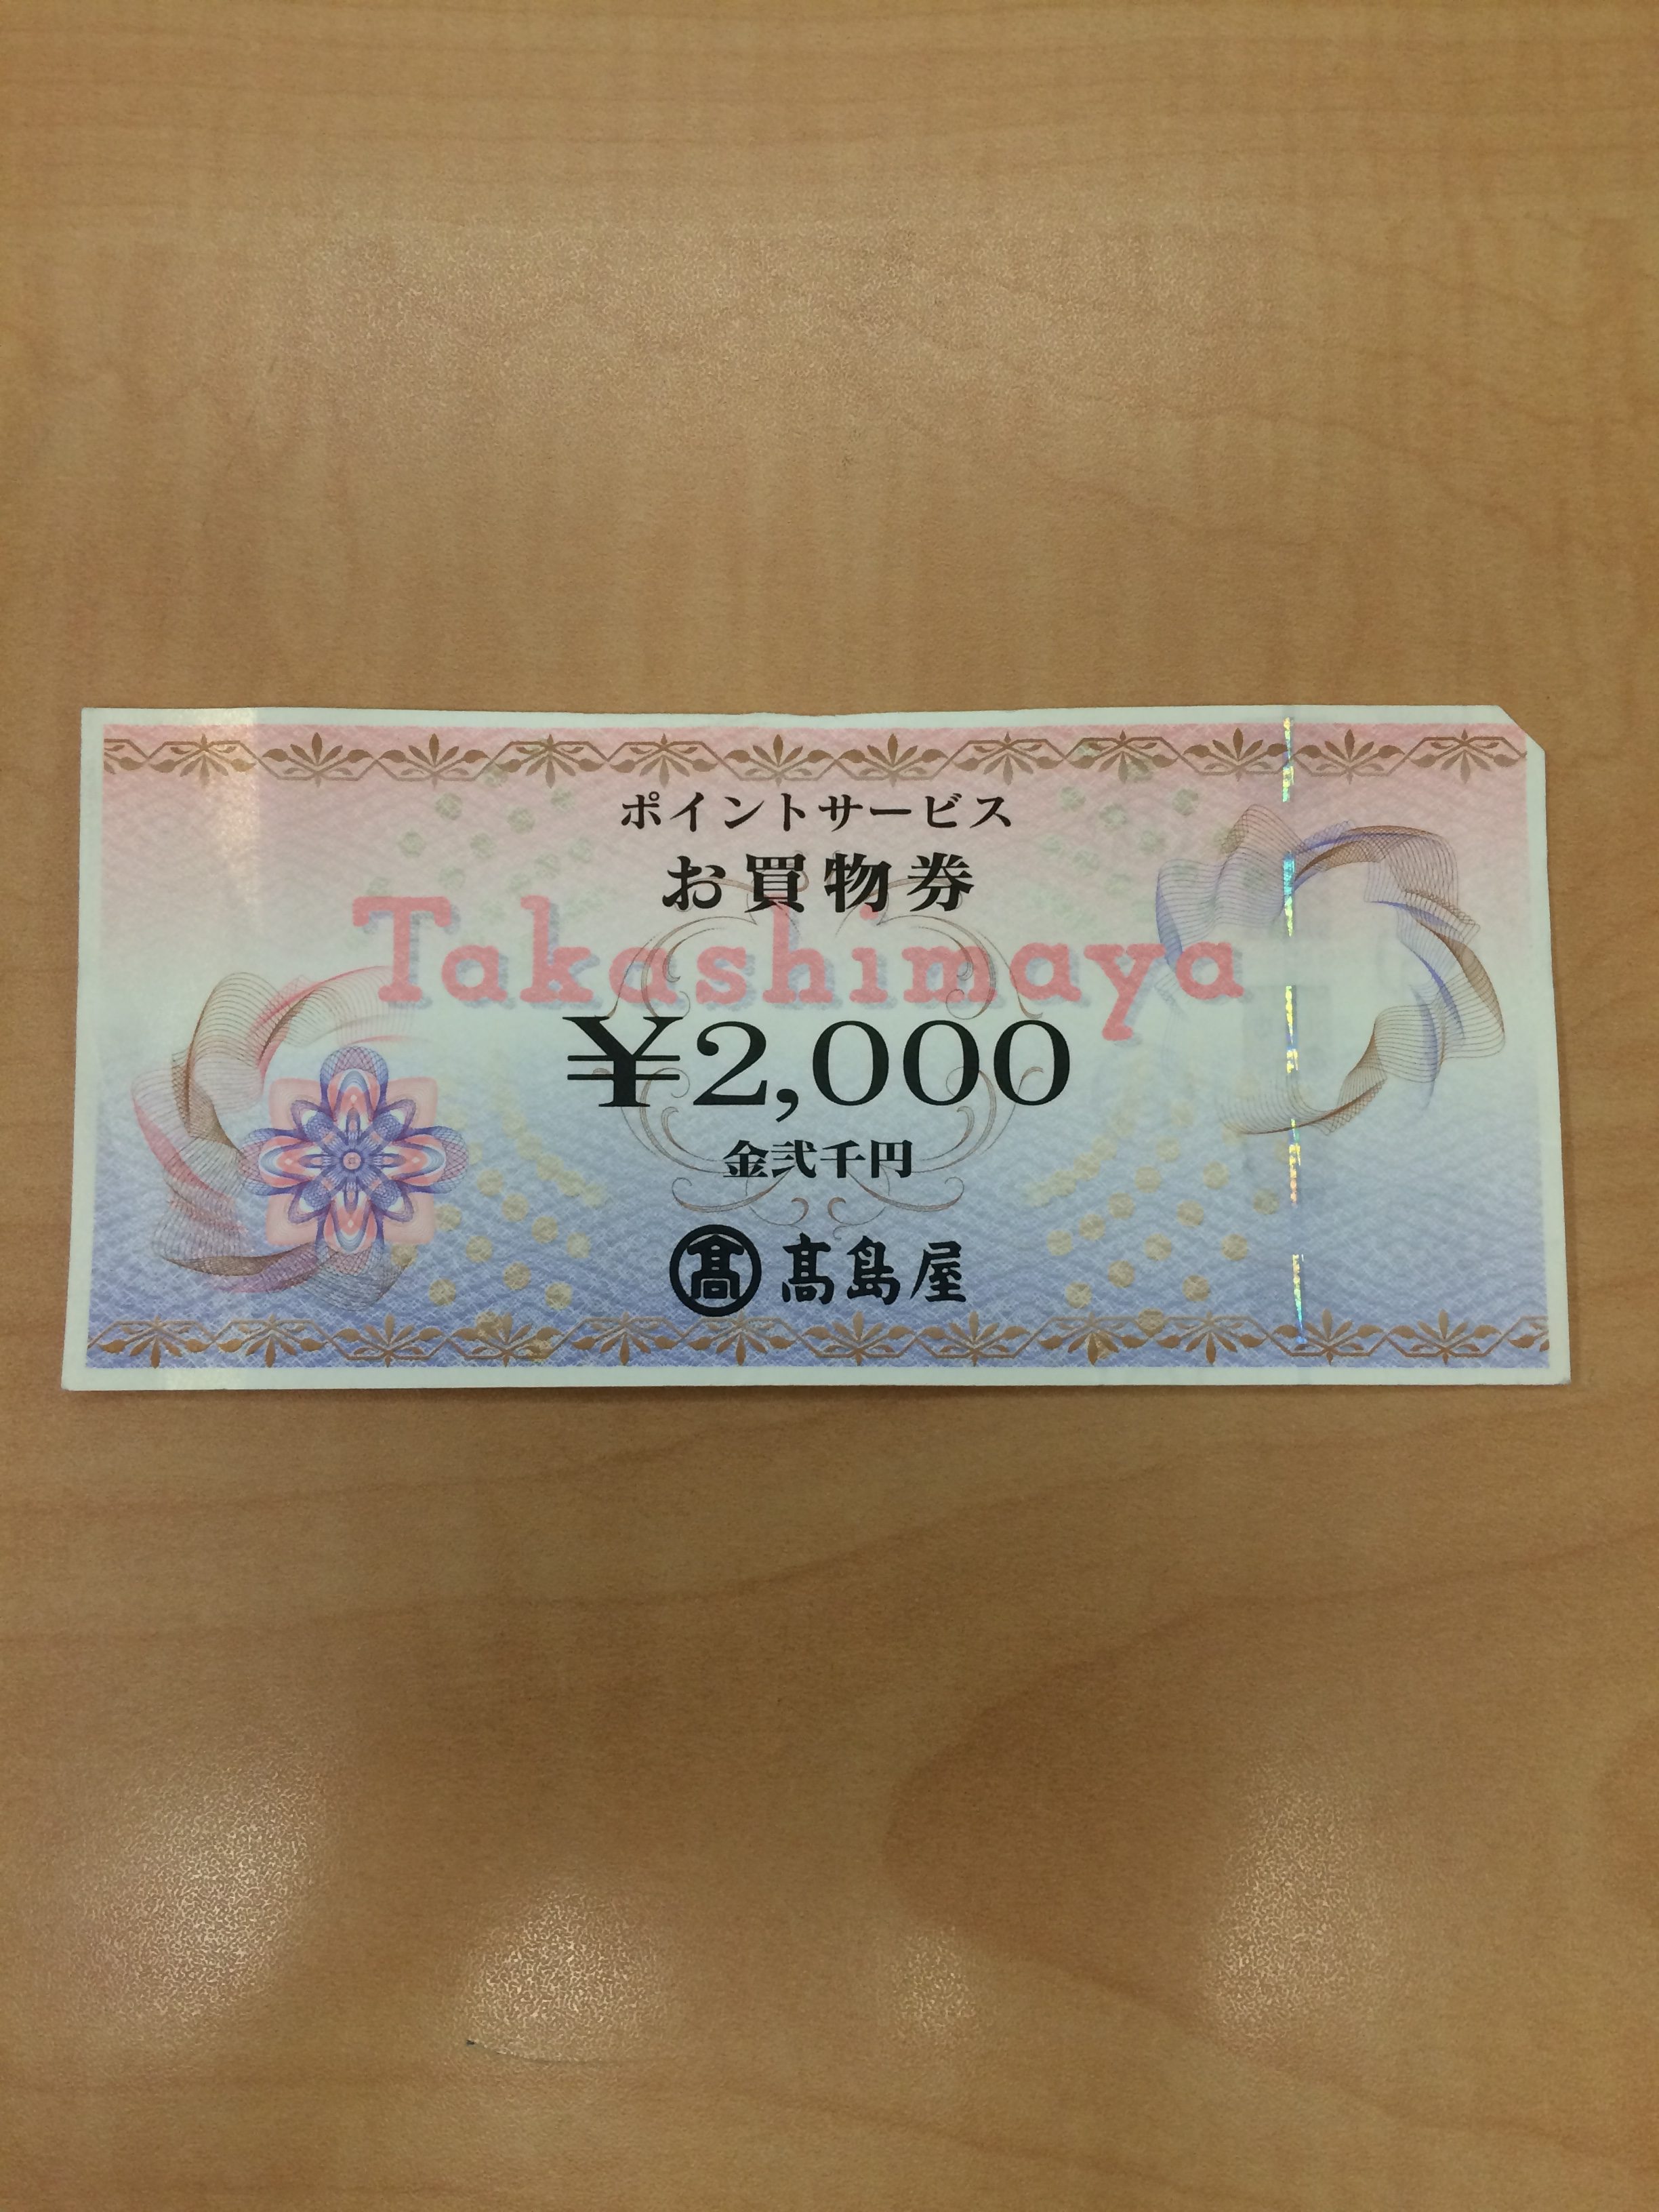 ポイントサービス
お買物券
Takashimaya
¥2,000
金弐千円
髙 髙島屋